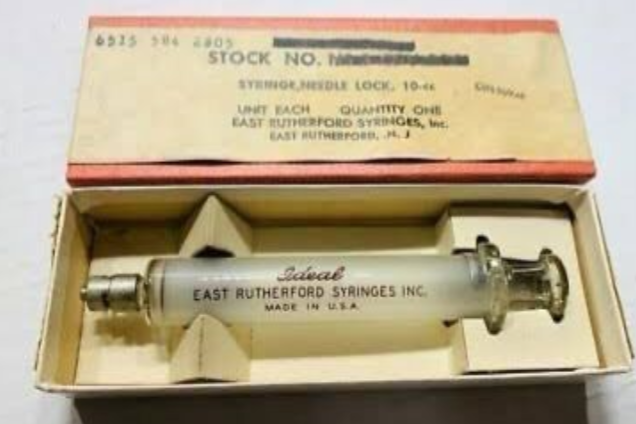 6515 584 2805
STOCK NO.
SYRINGE, NEEDLE LOCK, 10-cc
UNIT EACH QUANTITY ONE
EAST RUTHERFORD SYRINGES, Inc.
EAST RUTHERFORD, N. J
Ideal
EAST RUTHERFORD SYRINGES INC.
MADE IN U.S.A.